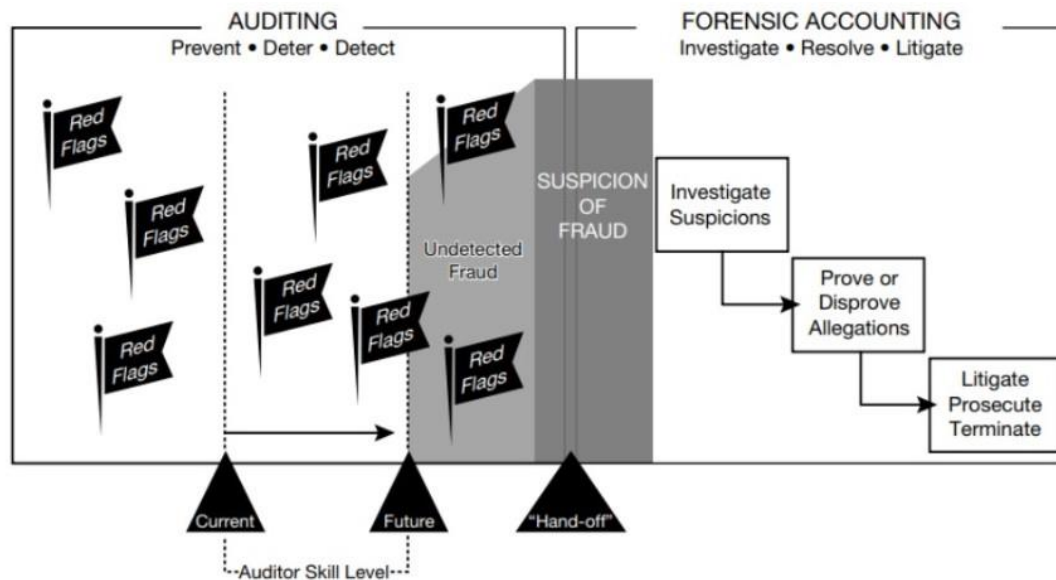 AUDITING
Prevent • Deter • Detect
FORENSIC ACCOUNTING
Investigate • Resolve • Litigate
Red
Flags
Red
Flags
Red
Flags
Red
Flags
Red
Flags
Red
Flags
Red
Flags
Red
Flags
Undetected
Fraud
SUSPICION
OF
FRAUD
Investigate
Suspicions
Prove or
Disprove
Allegations
Litigate
Prosecute
Terminate
Current
Future
"Hand-off"
Auditor Skill Level